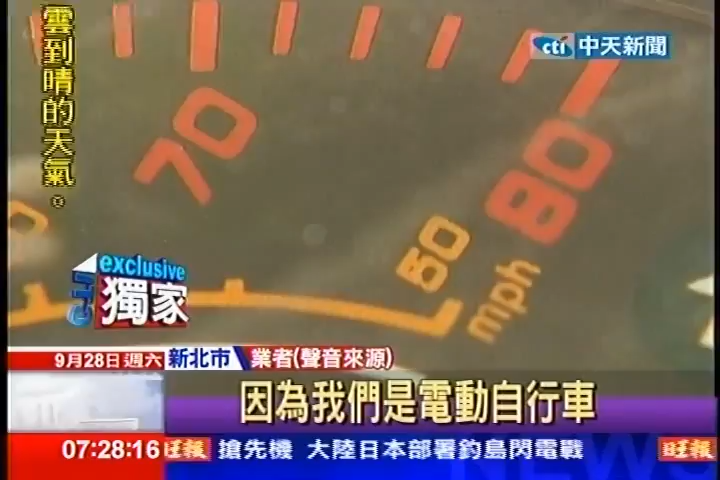 雲到晴的天氣。
cti 中天新聞
70
80
50
mph
0
exclusive
獨家
9月28日週六 新北市 業者(聲音來源)
因為我們是電動自行車
07:28:16 旺報 搶先機 大陸日本部署釣島閃電戰 旺報
NEWS